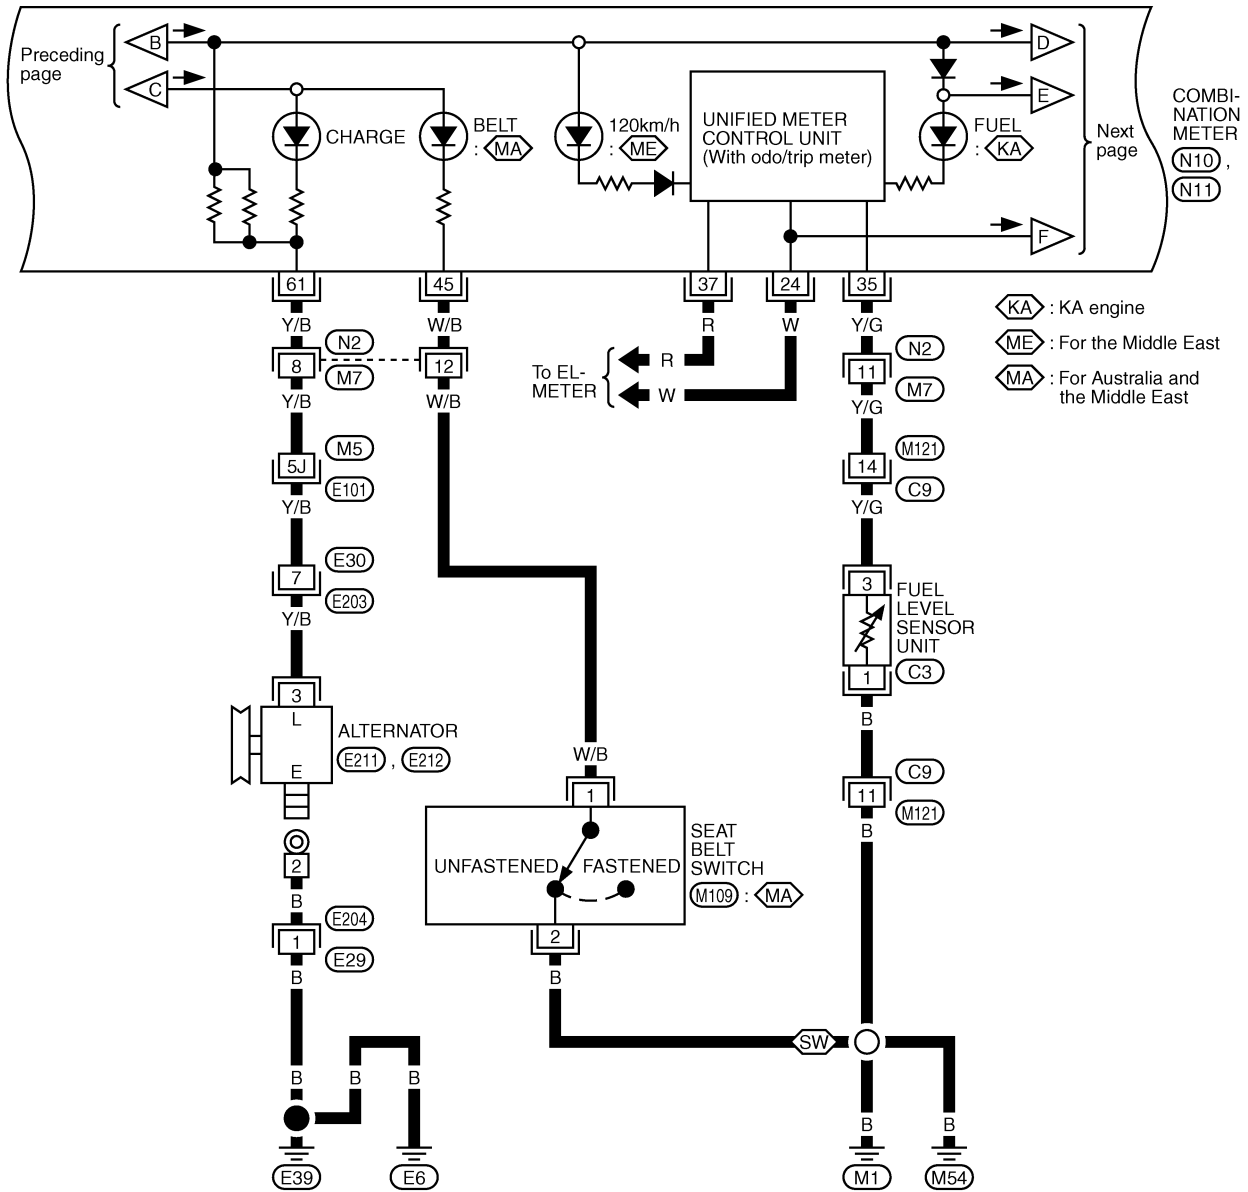 Preceding
page
B
C
D
E
F
Next
page
CHARGE
BELT
: MA
120km/h
: ME
UNIFIED METER
CONTROL UNIT
(With odo/trip meter)
FUEL
: KA
COMBI-
NATION
METER
N10 ,
N11
61
45
37
24
35
Y/B
W/B
R
W
Y/G
KA : KA engine
ME : For the Middle East
MA : For Australia and
the Middle East
N2
8
M7
12
To EL-
METER
R
W
N2
11
M7
Y/B
W/B
Y/G
M5
5J
E101
M121
14
C9
Y/B
Y/G
E30
7
E203
Y/B
3
FUEL
LEVEL
SENSOR
UNIT
1
C3
B
3
L
ALTERNATOR
E211 , E212
E
W/B
1
C9
11
M121
B
UNFASTENED
FASTENED
SEAT
BELT
SWITCH
M109 : MA
2
2
B
E204
1
E29
B
B
SW
B
B
B
B
B
E39
E6
M1
M54